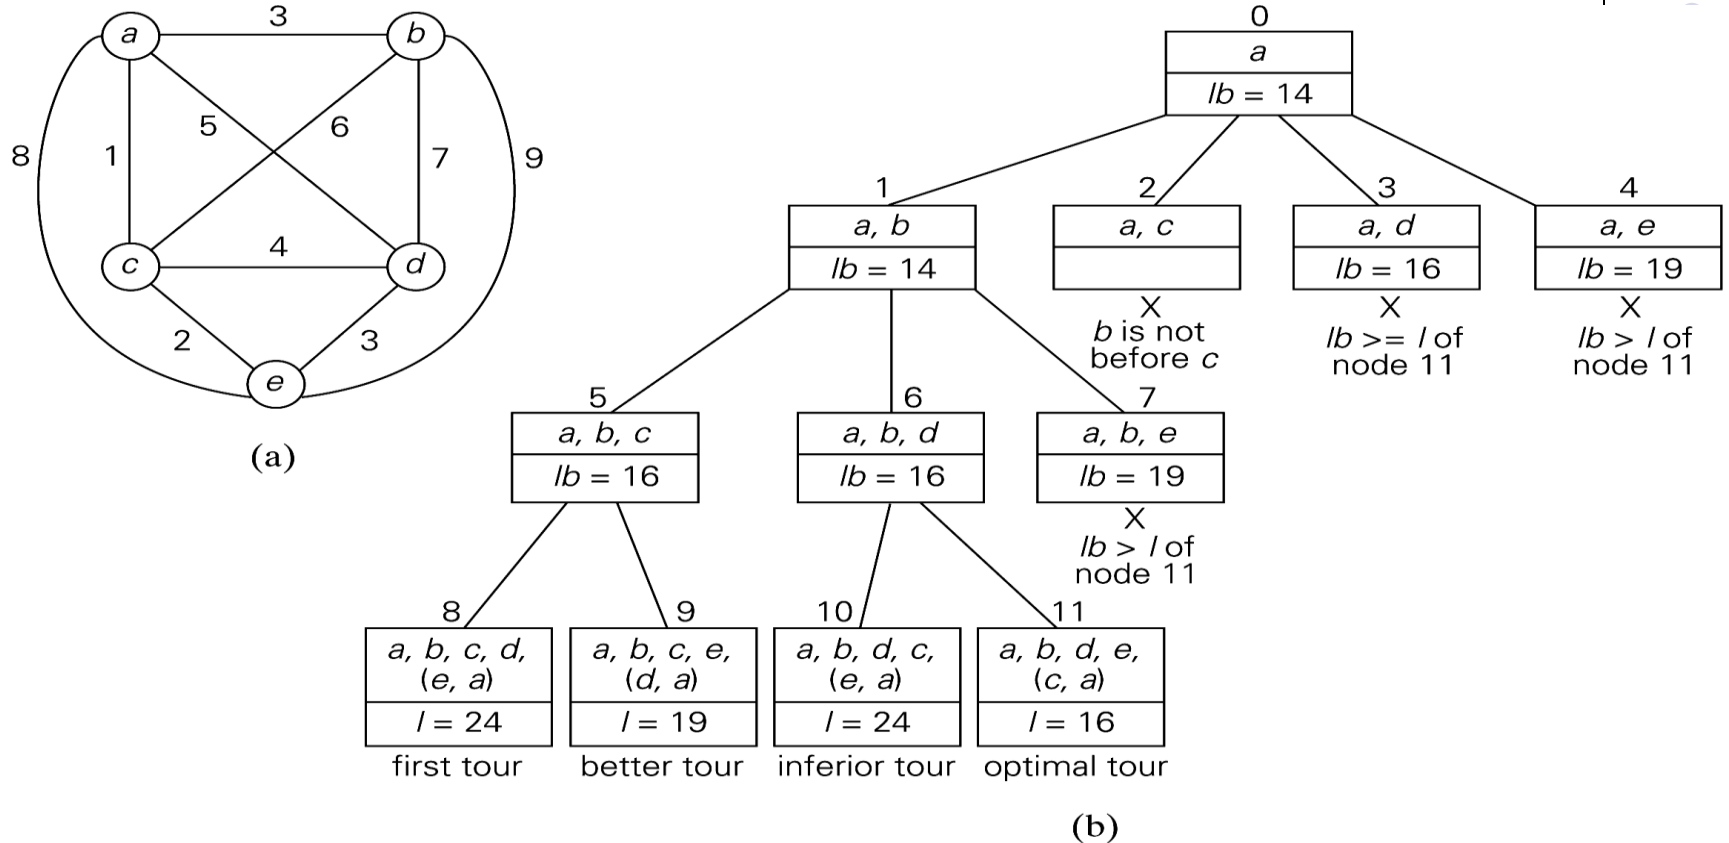 3
a
b
5
6
8
1
7
9
4
c
d
2
3
e
(a)
0
a
lb = 14
1
a, b
lb = 14
2
a, c
X
b is not
before c
3
a, d
lb = 16
X
lb >= l of
node 11
4
a, e
lb = 19
X
lb > l of
node 11
5
a, b, c
lb = 16
6
a, b, d
lb = 16
7
a, b, e
lb = 19
X
lb > l of
node 11
8
a, b, c, d,
(e, a)
l = 24
first tour
9
a, b, c, e,
(d, a)
l = 19
better tour
10
a, b, d, c,
(e, a)
l = 24
inferior tour
11
a, b, d, e,
(c, a)
l = 16
optimal tour
(b)